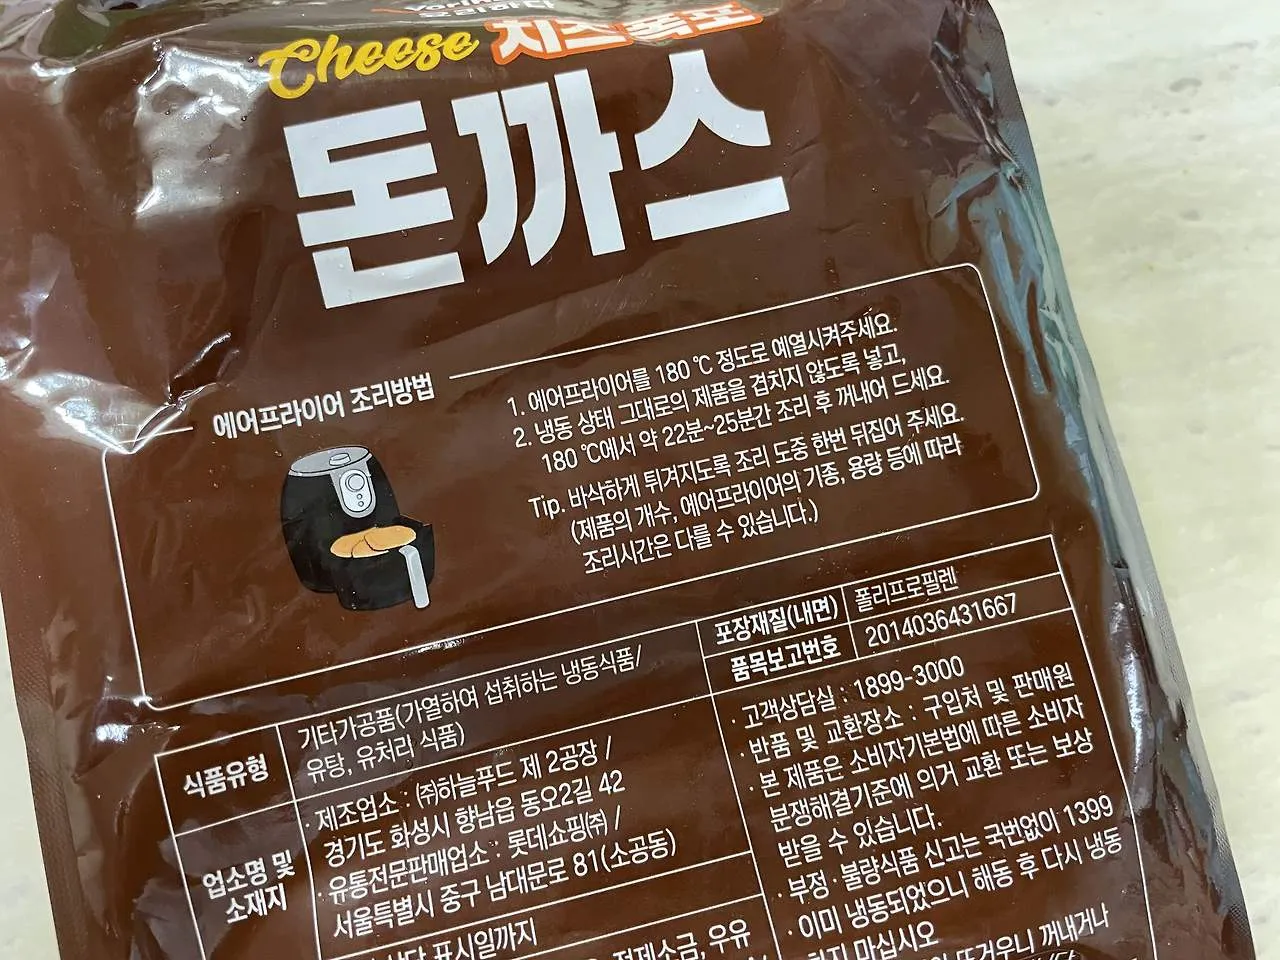 Cheese 치즈폭포
돈까스
에어프라이어 조리방법
1. 에어프라이어를 180 ℃ 정도로 예열시켜주세요.
2. 냉동 상태 그대로의 제품을 겹치지 않도록 넣고,
180 ℃에서 약 22분~25분간 조리 후 꺼내어 드세요.
Tip. 바삭하게 튀겨지도록 조리 도중 한번 뒤집어 주세요.
(제품의 개수, 에어프라이어의 기종, 용량 등에 따라
조리시간은 다를 수 있습니다.)
포장재질(내면) 폴리프로필렌
품목보고번호 2014036431667
식품유형
기타가공품(가열하여 섭취하는 냉동식품/
유탕, 유처리 식품)
업소명 및
소재지
· 제조업소 : ㈜하늘푸드 제 2공장 /
경기도 화성시 향남읍 동오2길 42
· 유통전문판매업소 : 롯데쇼핑㈜ /
서울특별시 중구 남대문로 81(소공동)
표시일까지
정제소금, 우유
· 고객상담실 : 1899-3000
· 반품 및 교환장소 : 구입처 및 판매원
· 본 제품은 소비자기본법에 따른 소비자
분쟁해결기준에 의거 교환 또는 보상
받을 수 있습니다.
· 부정 · 불량식품 신고는 국번없이 1399
· 이미 냉동되었으니 해동 후 다시 냉동
하지 마십시오
뜨거우니 꺼내거나